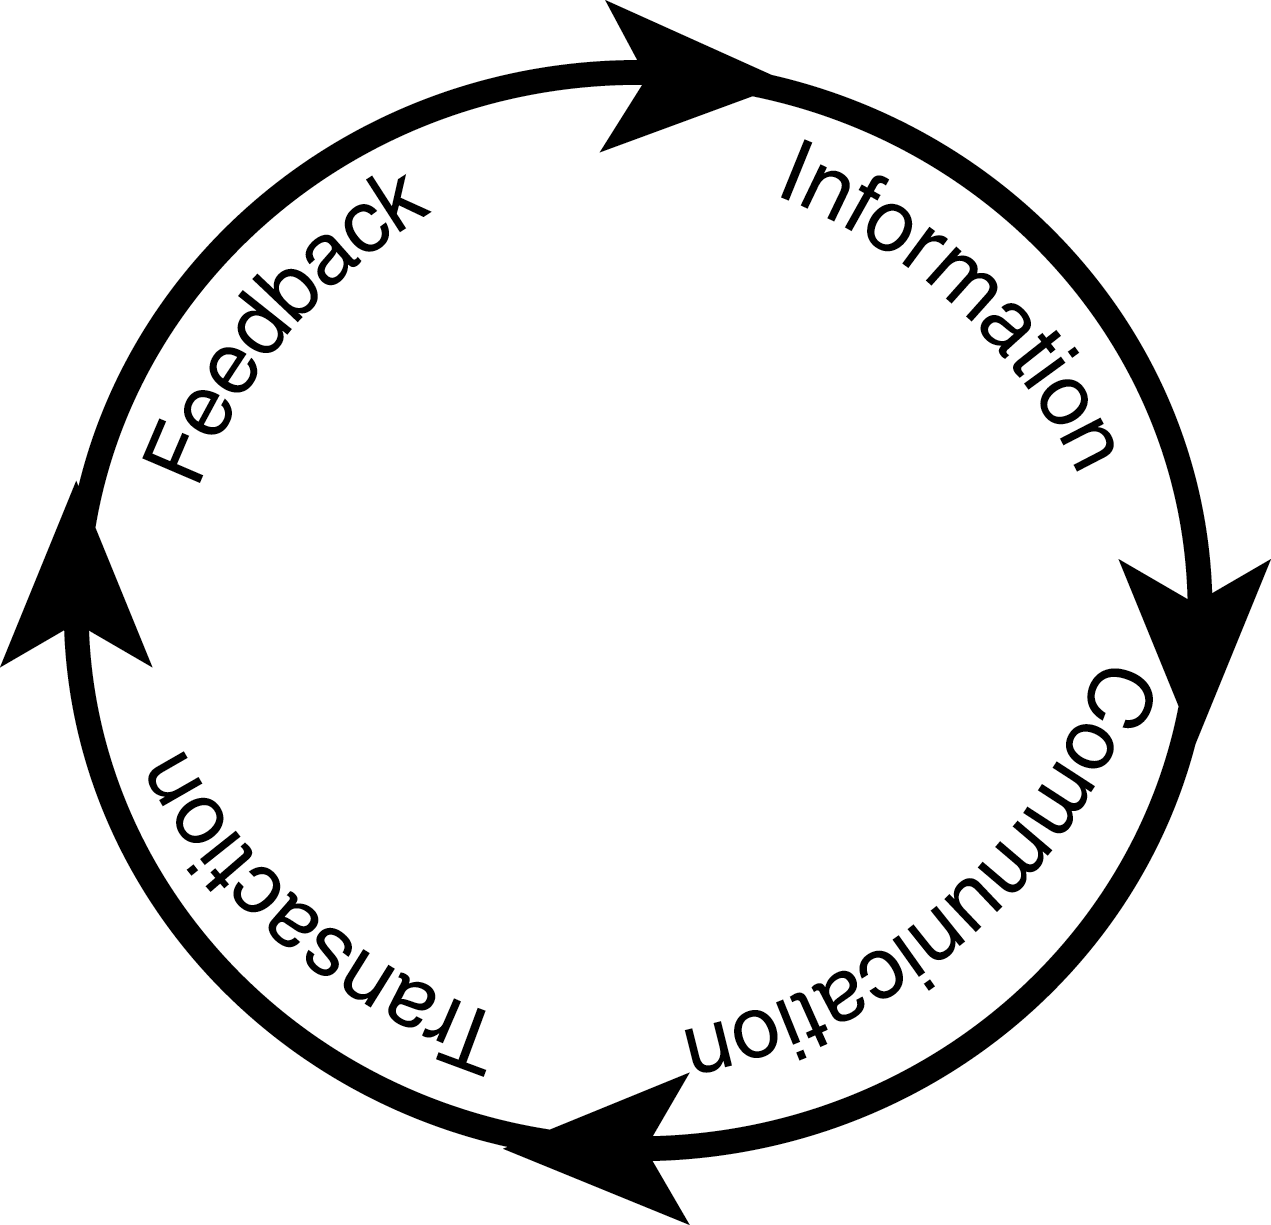 Information
Communication
Transaction
Feedback